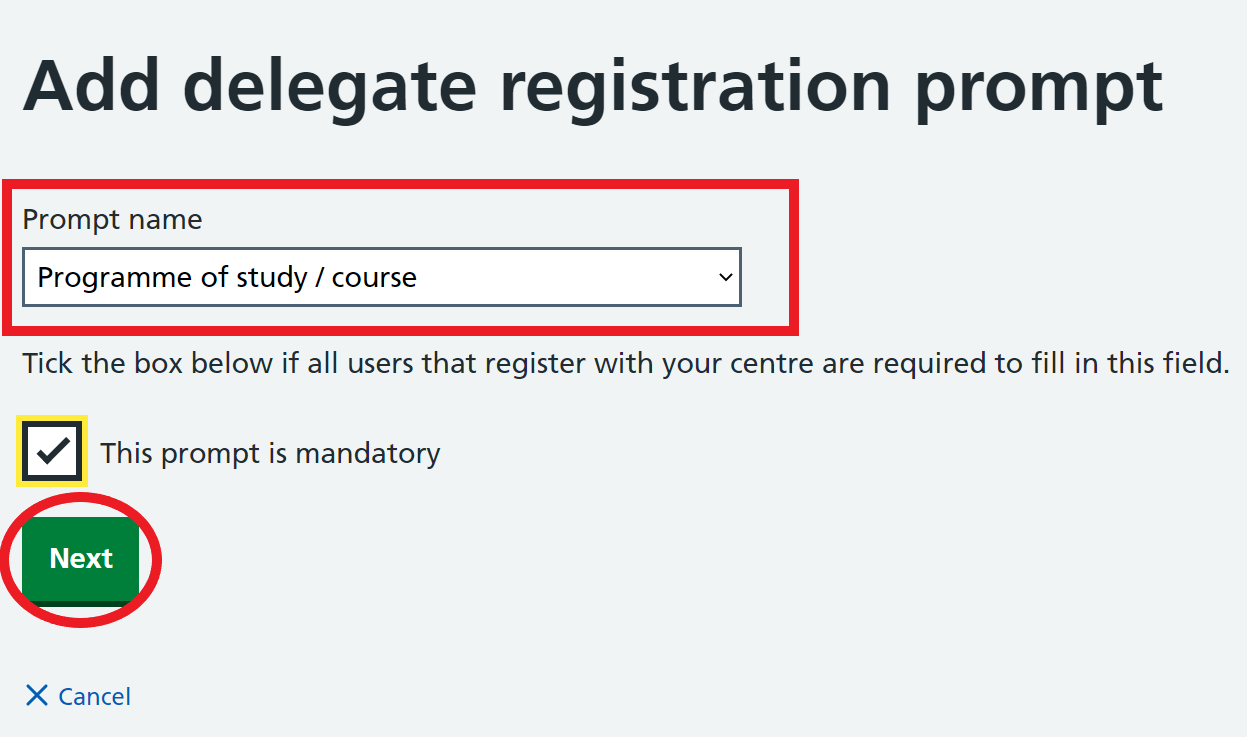 Add delegate registration prompt
Prompt name
Programme of study / course
Tick the box below if all users that register with your centre are required to fill in this field.
This prompt is mandatory
Next
Cancel